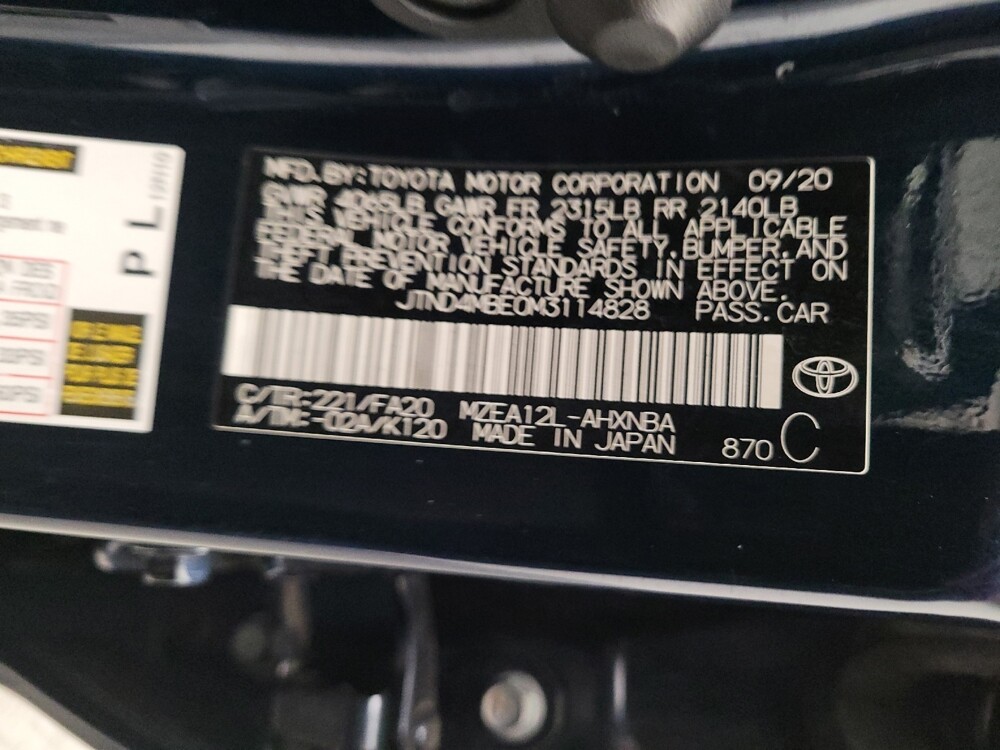 MFD.BY:TOYOTA MOTOR CORPORATION 09/20
GVWR 4065LB GAWR FR 2315LB RR 2140LB
THIS VEHICLE CONFORMS TO ALL APPLICABLE
FEDERAL MOTOR VEHICLE SAFETY,BUMPER,AND
THEFT PREVENTION STANDARDS IN EFFECT ON
THE DATE OF MANUFACTURE SHOWN ABOVE.
JTND4MBE0M3114828 PASS.CAR
C/TR:221/FA20 MZEA12L-AHXNBA
A/TM:-02A/K120 MADE IN JAPAN 870 C
PL